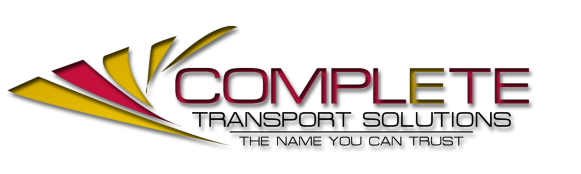 COMPLETE
TRANSPORT SOLUTIONS
THE NAME YOU CAN TRUST